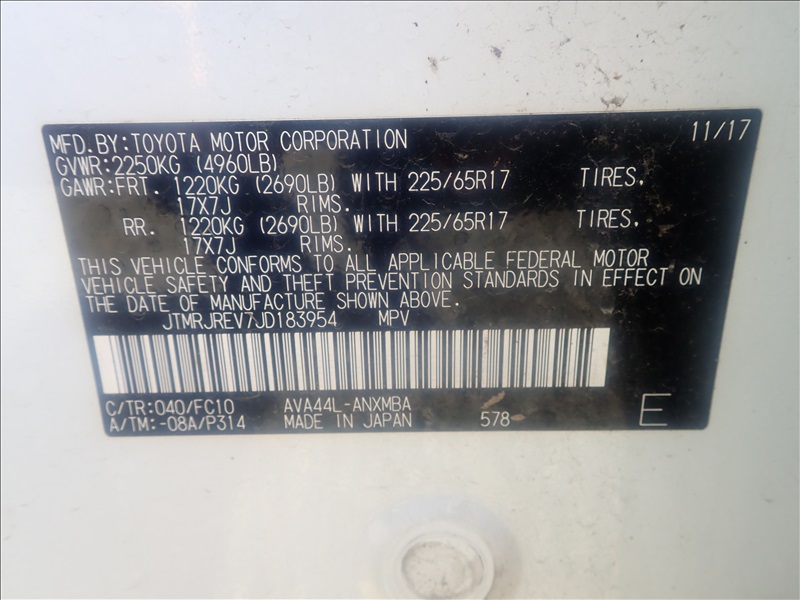 MFD.BY:TOYOTA MOTOR CORPORATION 11/17
GVWR:2250KG (4960LB)
GAWR:FRT. 1220KG (2690LB) WITH 225/65R17 TIRES,
17X7J RIMS.
RR. 1220KG (2690LB) WITH 225/65R17 TIRES,
17X7J RIMS.
THIS VEHICLE CONFORMS TO ALL APPLICABLE FEDERAL MOTOR
VEHICLE SAFETY AND THEFT PREVENTION STANDARDS IN EFFECT ON
THE DATE OF MANUFACTURE SHOWN ABOVE.
JTMRJREV7JD183954 MPV
C/TR:040/FC10 AVA44L-ANXMBA
A/TM:-08A/P314 MADE IN JAPAN 578 E